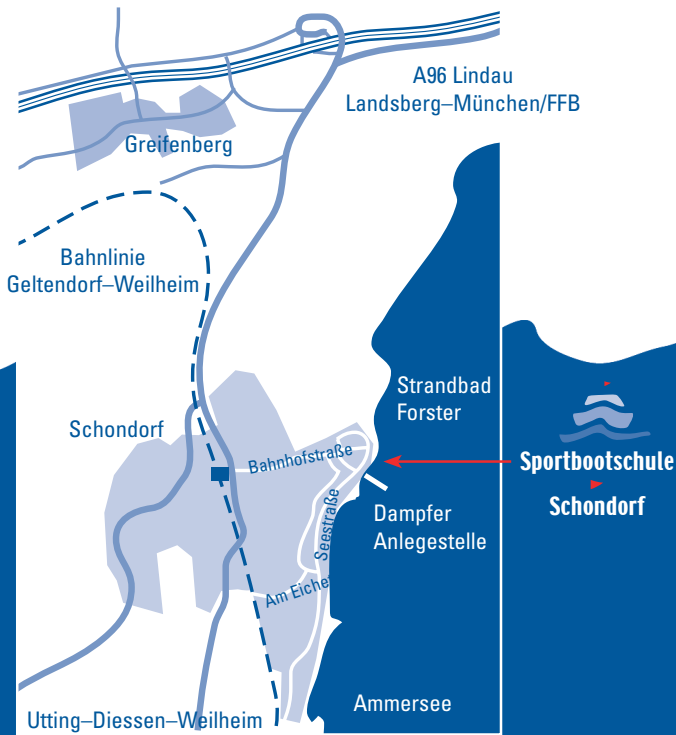 A96 Lindau
Landsberg–München/FFB
Greifenberg
Bahnlinie
Geltendorf–Weilheim
Strandbad
Forster
Schondorf
Bahnhofstraße
Sportbootschule
Schondorf
Seestraße
Dampfer
Anlegestelle
Am Eiche
Ammersee
Utting–Diessen–Weilheim